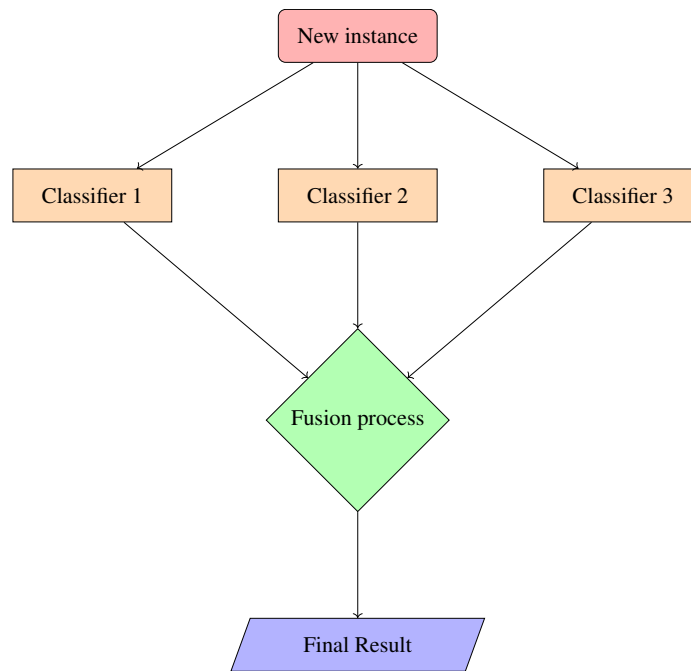 New instance
Classifier 1
Classifier 2
Classifier 3
Fusion process
Final Result